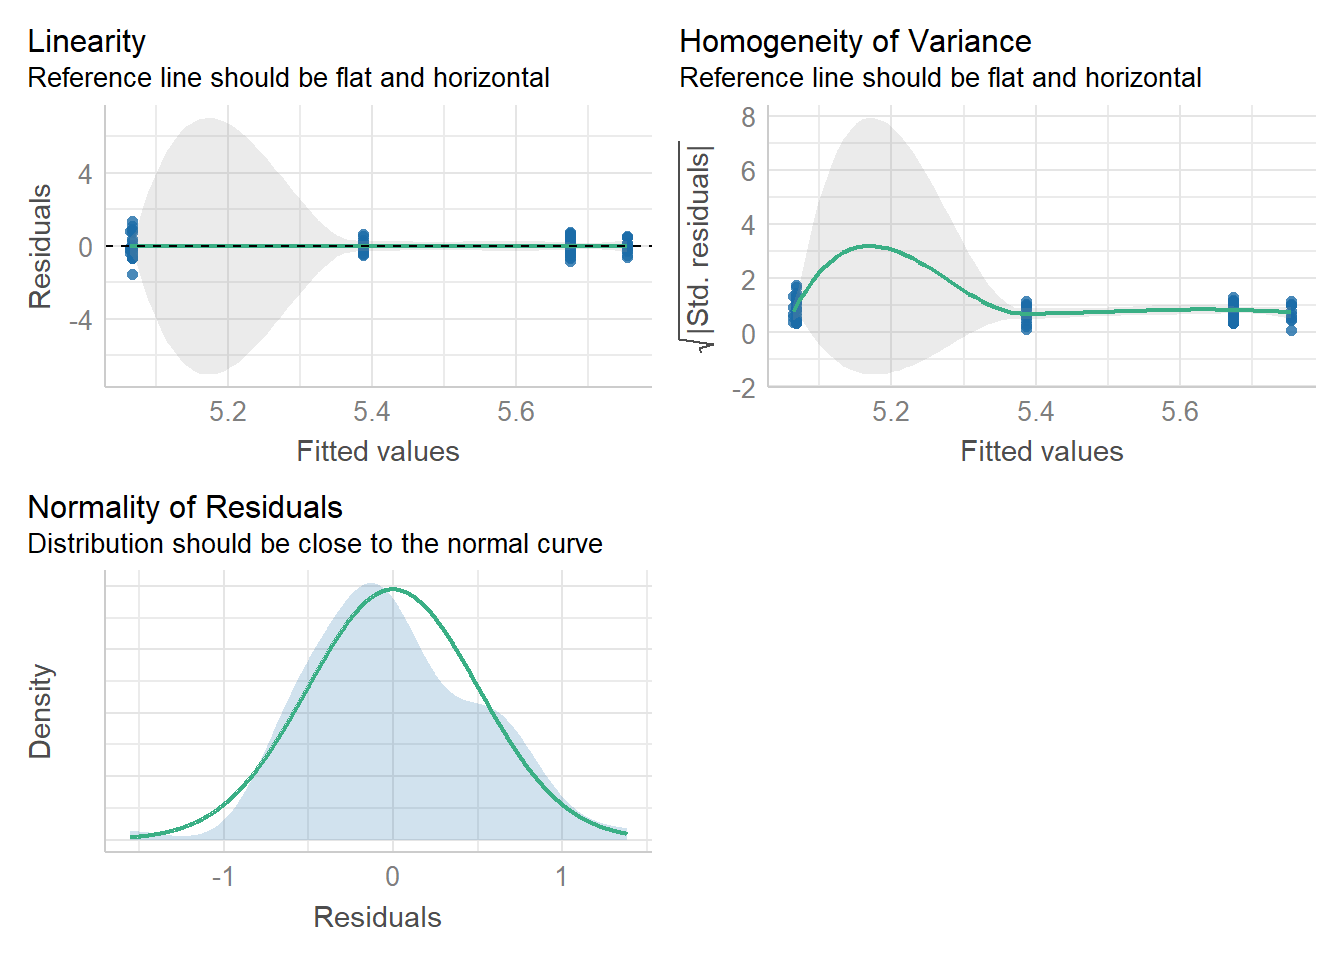 Linearity
Reference line should be flat and horizontal
Residuals
4
0
-4
5.2 5.4 5.6
Fitted values
Homogeneity of Variance
Reference line should be flat and horizontal
√|Std. residuals|
8
6
4
2
0
-2
5.2 5.4 5.6
Fitted values
Normality of Residuals
Distribution should be close to the normal curve
Density
-1 0 1
Residuals